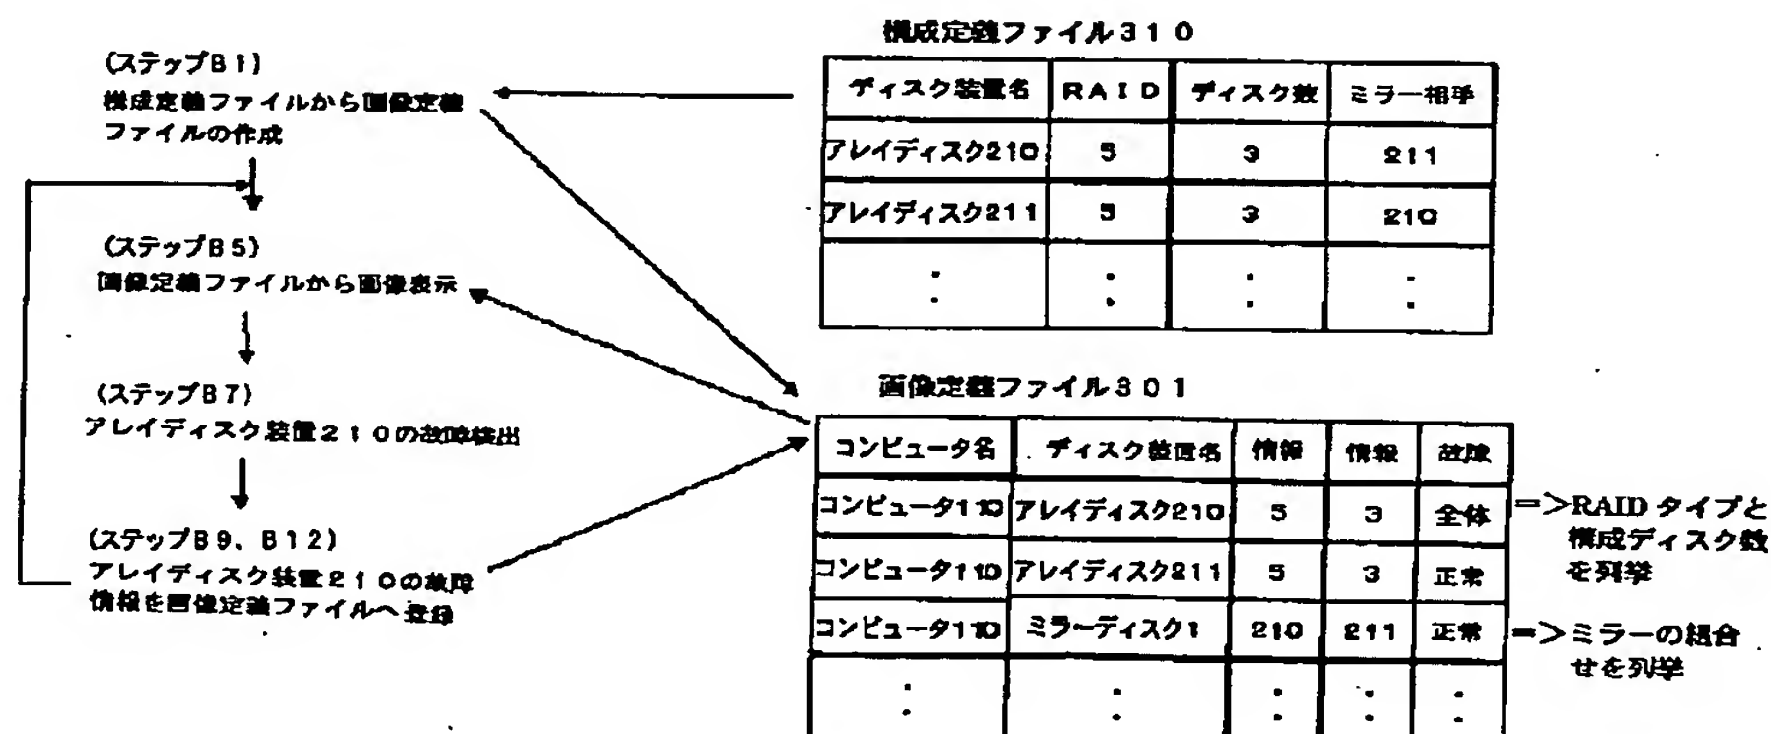 (ステップB1)
構成定義ファイルから画像定義
ファイルの作成
(ステップB5)
画像定義ファイルから画像表示
(ステップB7)
アレイディスク装置210の故障検出
(ステップB9、B12)
アレイディスク装置210の故障
情報を画像定義ファイルへ登録
構成定義ファイル310
ディスク装置名 RAID ディスク数 ミラー相手
アレイディスク210 5 3 211
アレイディスク211 5 3 210
: : : :
画像定義ファイル301
コンピュータ名 ディスク装置名 情報 情報 故障
コンピュータ110 アレイディスク210 5 3 全体
コンピュータ110 アレイディスク211 5 3 正常
コンピュータ110 ミラーディスク1 210 211 正常
: : : : :
=>RAID タイプと
構成ディスク数
を列挙
=>ミラーの組合
せを列挙